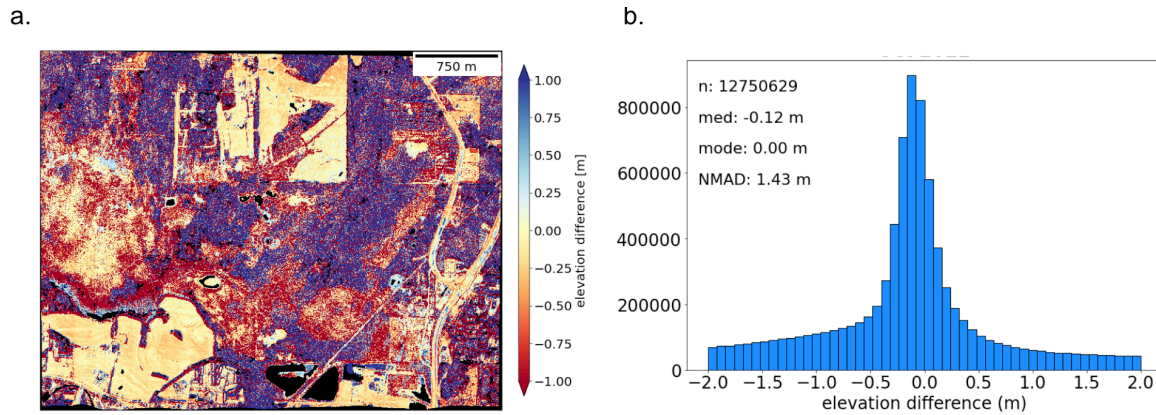 a.
750 m
1.00
0.75
0.50
0.25
0.00
−0.25
−0.50
−0.75
−1.00
elevation difference [m]
b.
n: 12750629
med: -0.12 m
mode: 0.00 m
NMAD: 1.43 m
800000
600000
400000
200000
0
−2.0 −1.5 −1.0 −0.5 0.0 0.5 1.0 1.5 2.0
elevation difference (m)